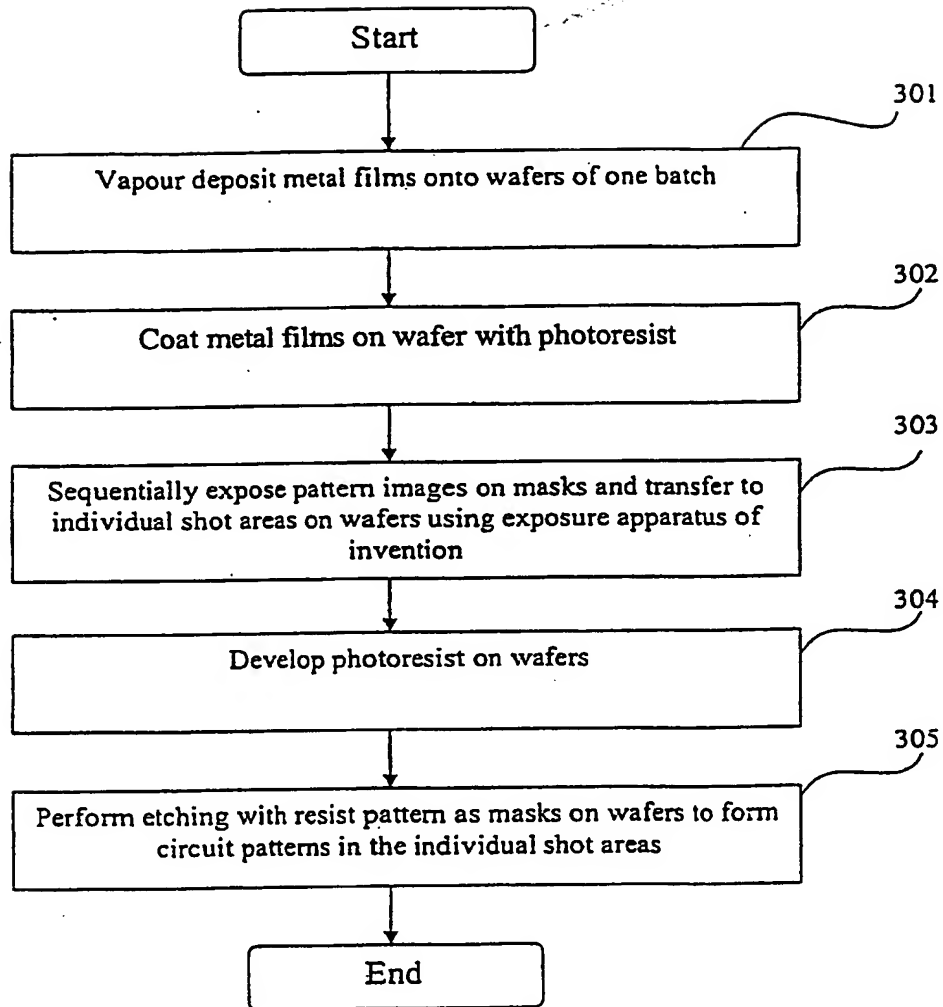 Start
301
Vapour deposit metal films onto wafers of one batch
302
Coat metal films on wafer with photoresist
303
Sequentially expose pattern images on masks and transfer to
individual shot areas on wafers using exposure apparatus of
invention
304
Develop photoresist on wafers
305
Perform etching with resist pattern as masks on wafers to form
circuit patterns in the individual shot areas
End